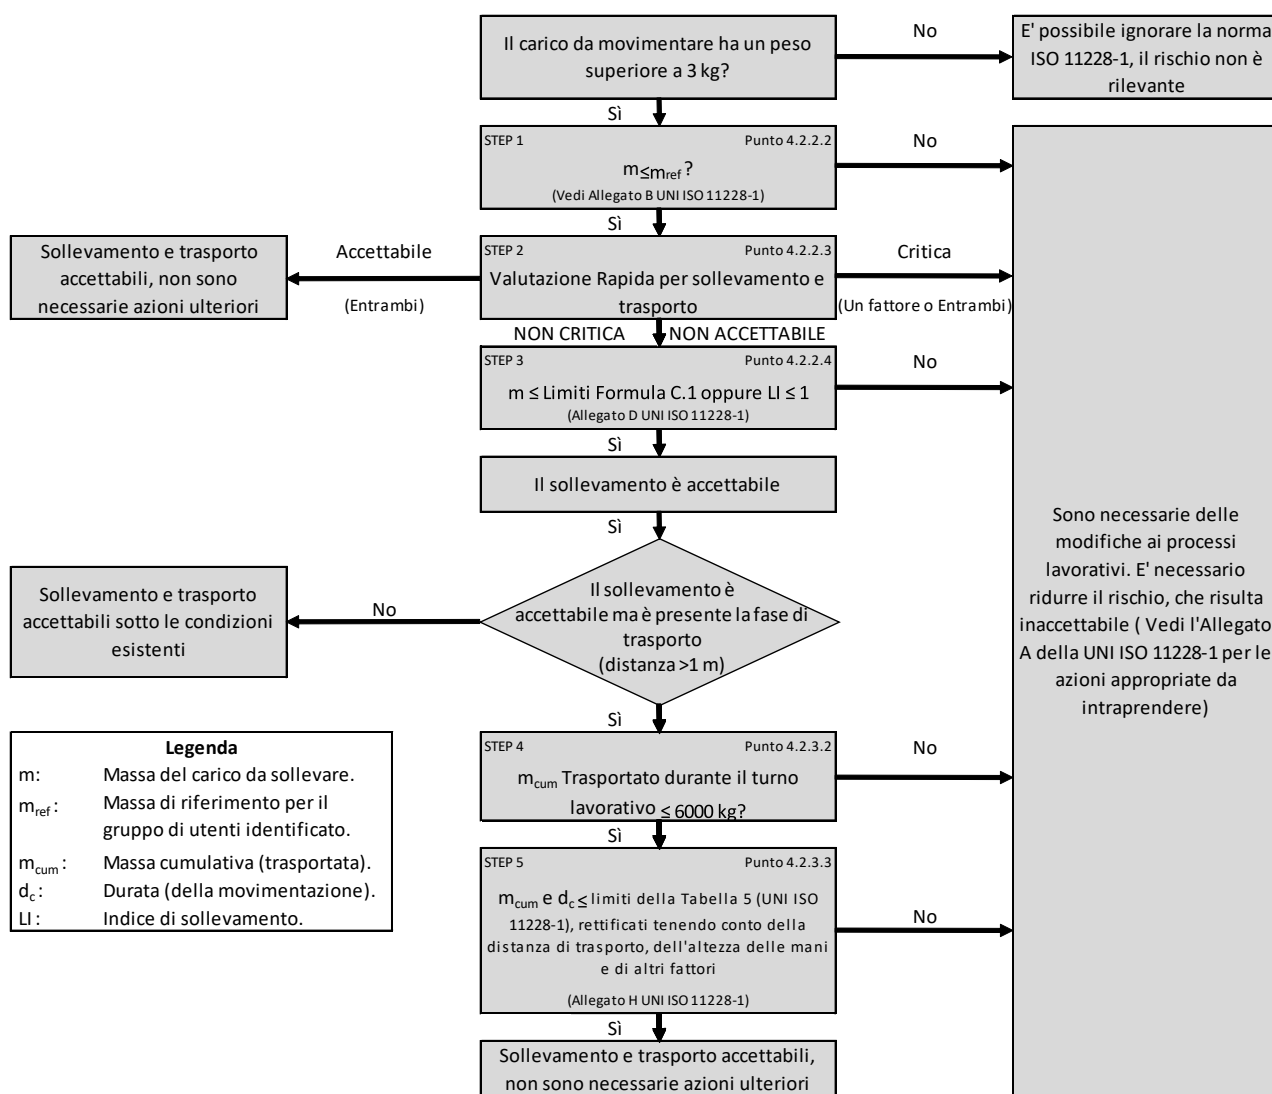 Il carico da movimentare ha un peso
superiore a 3 kg?
No
E' possibile ignorare la norma
ISO 11228-1, il rischio non è
rilevante
Sì
STEP 1 Punto 4.2.2.2
m≤mref ?
(Vedi Allegato B UNI ISO 11228-1)
No
Sì
Sollevamento e trasporto
accettabili, non sono
necessarie azioni ulteriori
Accettabile
(Entrambi)
STEP 2 Punto 4.2.2.3
Valutazione Rapida per sollevamento e
trasporto
Critica
(Un fattore o Entrambi)
NON CRITICA NON ACCETTABILE
STEP 3 Punto 4.2.2.4
m ≤ Limiti Formula C.1 oppure LI ≤ 1
(Allegato D UNI ISO 11228-1)
No
Sì
Il sollevamento è accettabile
Sì
Sollevamento e trasporto
accettabili sotto le condizioni
esistenti
No
Il sollevamento è
accettabile ma è presente la fase di
trasporto
(distanza >1 m)
Sono necessarie delle
modifiche ai processi
lavorativi. E' necessario
ridurre il rischio, che risulta
inaccettabile ( Vedi l'Allegato
A della UNI ISO 11228-1 per le
azioni appropriate da
intraprendere)
Sì
STEP 4 Punto 4.2.3.2
mcum Trasportato durante il turno
lavorativo ≤ 6000 kg?
No
Sì
Legenda
m: Massa del carico da sollevare.
mref : Massa di riferimento per il
gruppo di utenti identificato.
mcum : Massa cumulativa (trasportata).
dc : Durata (della movimentazione).
LI : Indice di sollevamento.
STEP 5 Punto 4.2.3.3
mcum e dc ≤ limiti della Tabella 5 (UNI ISO
11228-1), rettificati tenendo conto della
distanza di trasporto, dell'altezza delle mani
e di altri fattori
(Allegato H UNI ISO 11228-1)
No
Sì
Sollevamento e trasporto accettabili,
non sono necessarie azioni ulteriori